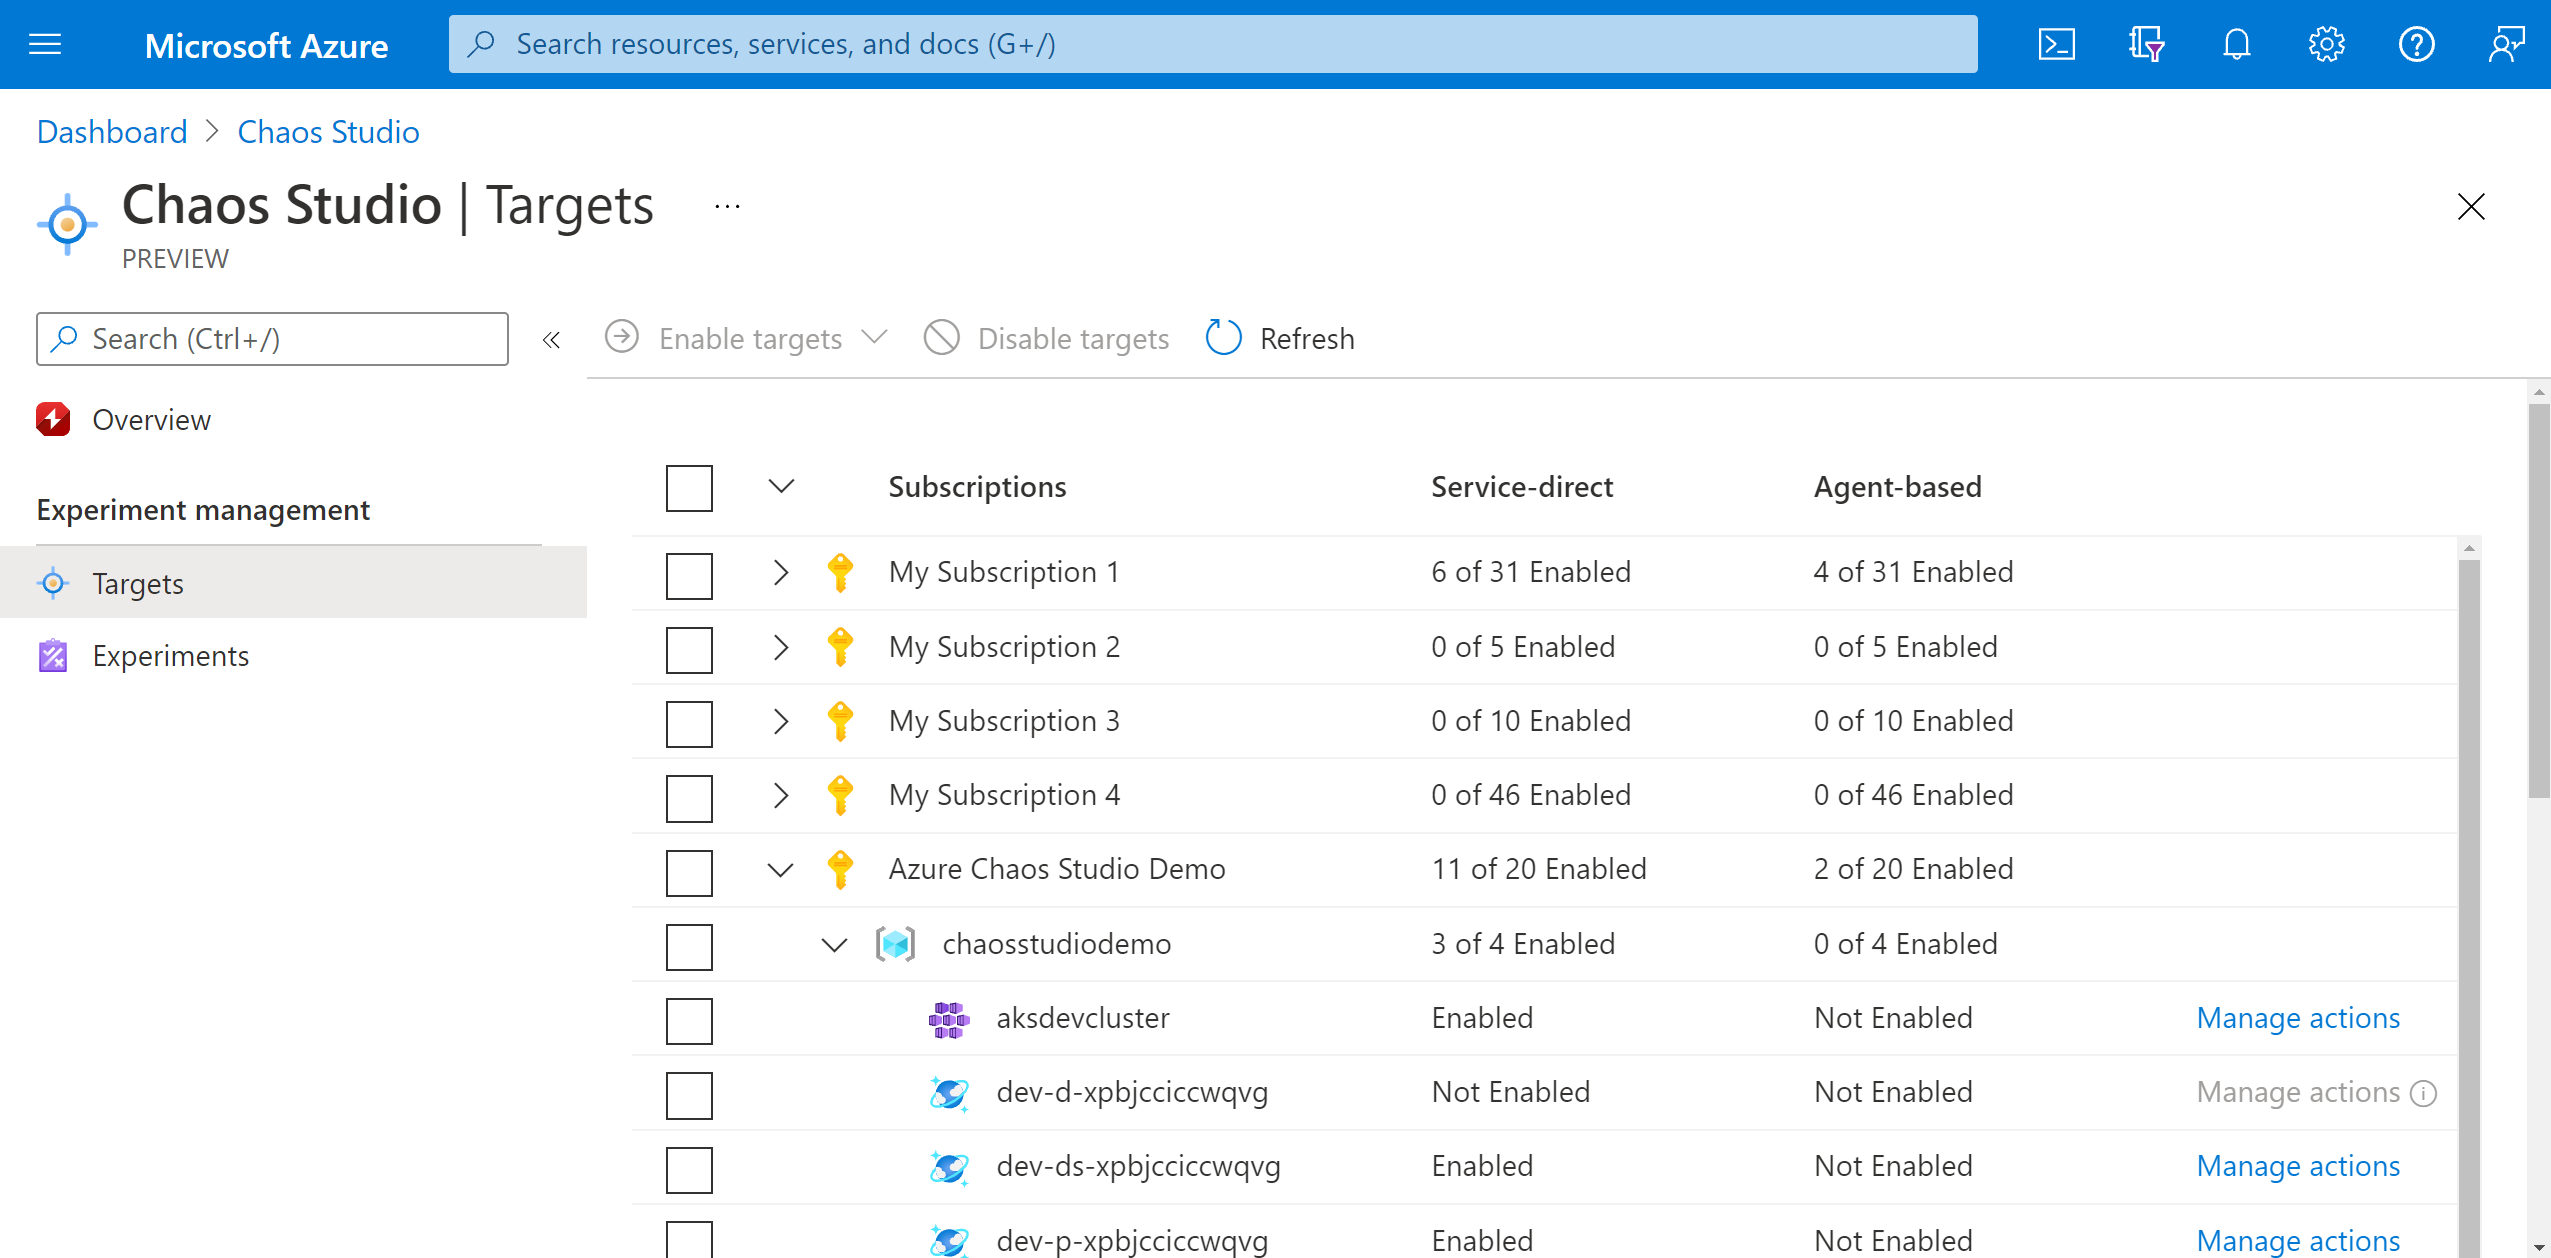 Microsoft Azure
Search resources, services, and docs (G+/)
Dashboard > Chaos Studio
Chaos Studio | Targets ...
PREVIEW
Search (Ctrl+/)
«
Enable targets
Disable targets
Refresh
Overview
Experiment management
Targets
Experiments
Subscriptions Service-direct Agent-based
My Subscription 1 6 of 31 Enabled 4 of 31 Enabled
My Subscription 2 0 of 5 Enabled 0 of 5 Enabled
My Subscription 3 0 of 10 Enabled 0 of 10 Enabled
My Subscription 4 0 of 46 Enabled 0 of 46 Enabled
Azure Chaos Studio Demo 11 of 20 Enabled 2 of 20 Enabled
chaosstudiodemo 3 of 4 Enabled 0 of 4 Enabled
aksdevcluster Enabled Not Enabled Manage actions
dev-d-xpbjcciccwqvg Not Enabled Not Enabled Manage actions
dev-ds-xpbjcciccwqvg Enabled Not Enabled Manage actions
dev-p-xpbjcciccwqvg Enabled Not Enabled Manage actions